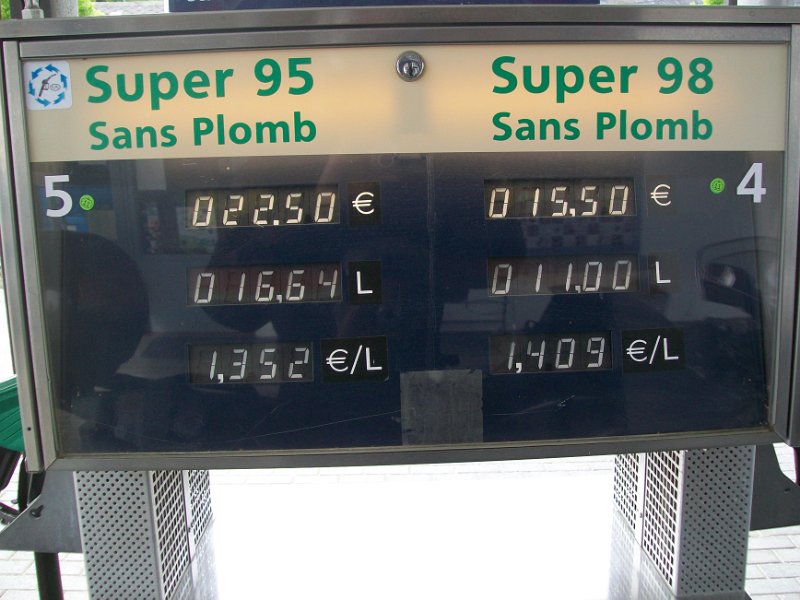 Super 95
Sans Plomb
5
022.50 €
016,64 L
1,352 €/L
Super 98
Sans Plomb
4
015,50 €
011,00 L
1,409 €/L